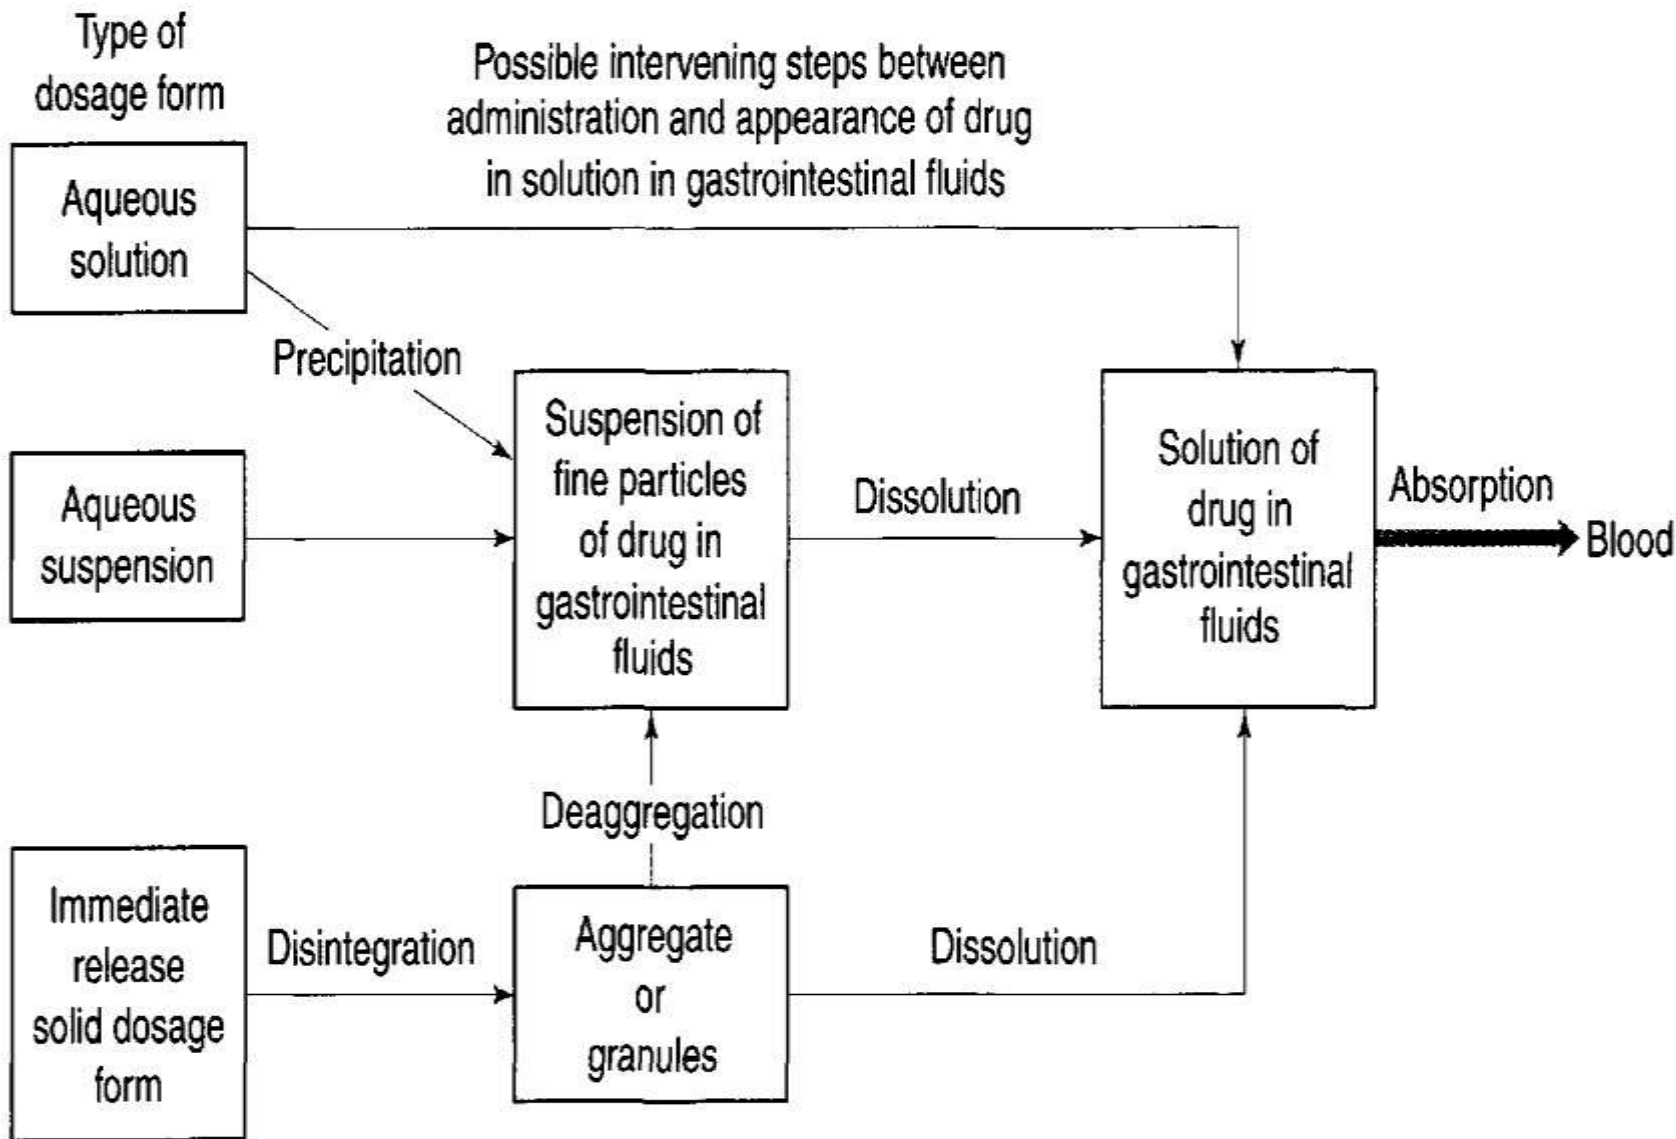 Type of
dosage form
Possible intervening steps between
administration and appearance of drug
in solution in gastrointestinal fluids
Aqueous
solution
Precipitation
Suspension of
fine particles
of drug in
gastrointestinal
fluids
Solution of
drug in
gastrointestinal
fluids
Aqueous
suspension
Dissolution
Absorption
Blood
Deaggregation
Immediate
release
solid dosage
form
Disintegration
Aggregate
or
granules
Dissolution